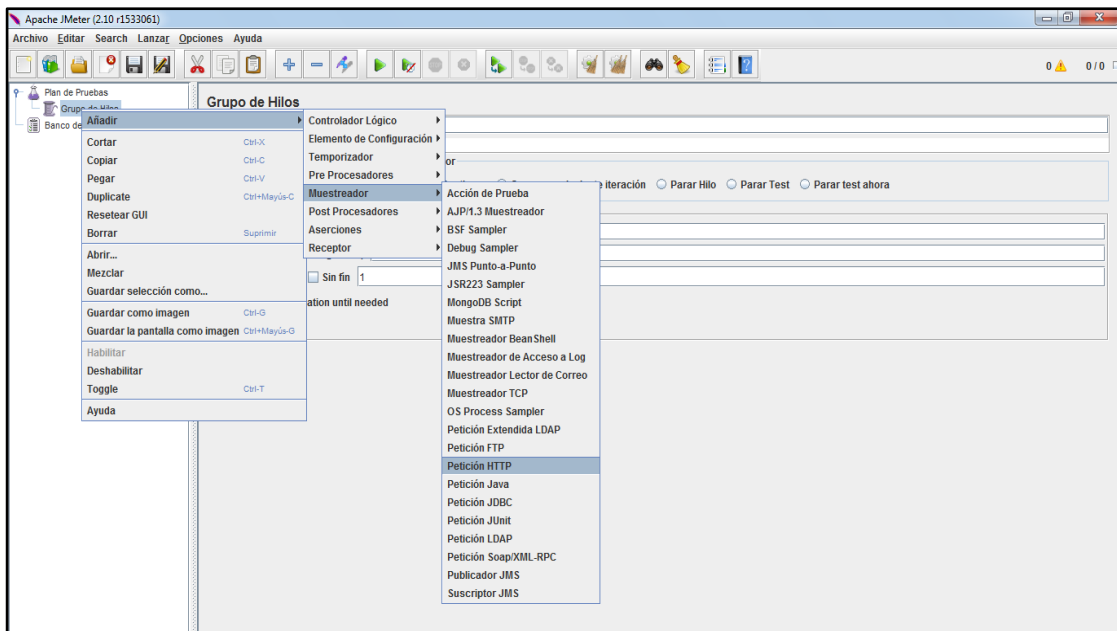 Apache JMeter (2.10 r1533061)
Archivo Editar Search Lanzar Opciones Ayuda
0 0 / 0
Plan de Pruebas
Grupo de Hilos
Banco de
Grupo de Hilos
Añadir
Cortar Ctrl-X
Copiar Ctrl-C
Pegar Ctrl-V
Duplicate Ctrl+Mayús-C
Resetear GUI
Borrar Suprimir
Abrir...
Mezclar
Guardar selección como...
Guardar como imagen Ctrl-G
Guardar la pantalla como imagen Ctrl+Mayús-G
Habilitar
Deshabilitar
Toggle Ctrl-T
Ayuda
Controlador Lógico
Elemento de Configuración
Temporizador
Pre Procesadores
Muestreador
Post Procesadores
Aserciones
Receptor
or
iteración Parar Hilo Parar Test Parar test ahora
Sin fin 1
ation until needed
Acción de Prueba
AJP/1.3 Muestreador
BSF Sampler
Debug Sampler
JMS Punto-a-Punto
JSR223 Sampler
MongoDB Script
Muestra SMTP
Muestreador BeanShell
Muestreador de Acceso a Log
Muestreador Lector de Correo
Muestreador TCP
OS Process Sampler
Petición Extendida LDAP
Petición FTP
Petición HTTP
Petición Java
Petición JDBC
Petición JUnit
Petición LDAP
Petición Soap/XML-RPC
Publicador JMS
Suscriptor JMS